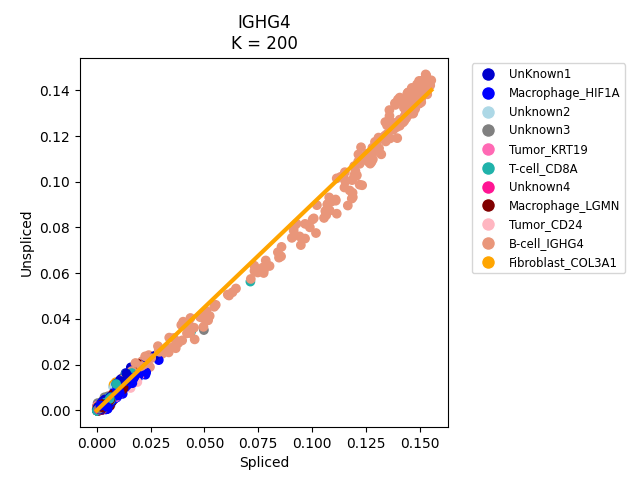 IGHG4
K = 200
Unspliced
0.14
0.12
0.10
0.08
0.06
0.04
0.02
0.00
0.000
0.025
0.050
0.075
0.100
0.125
0.150
Spliced
UnKnown1
Macrophage_HIF1A
Unknown2
Unknown3
Tumor_KRT19
T-cell_CD8A
Unknown4
Macrophage_LGMN
Tumor_CD24
B-cell_IGHG4
Fibroblast_COL3A1